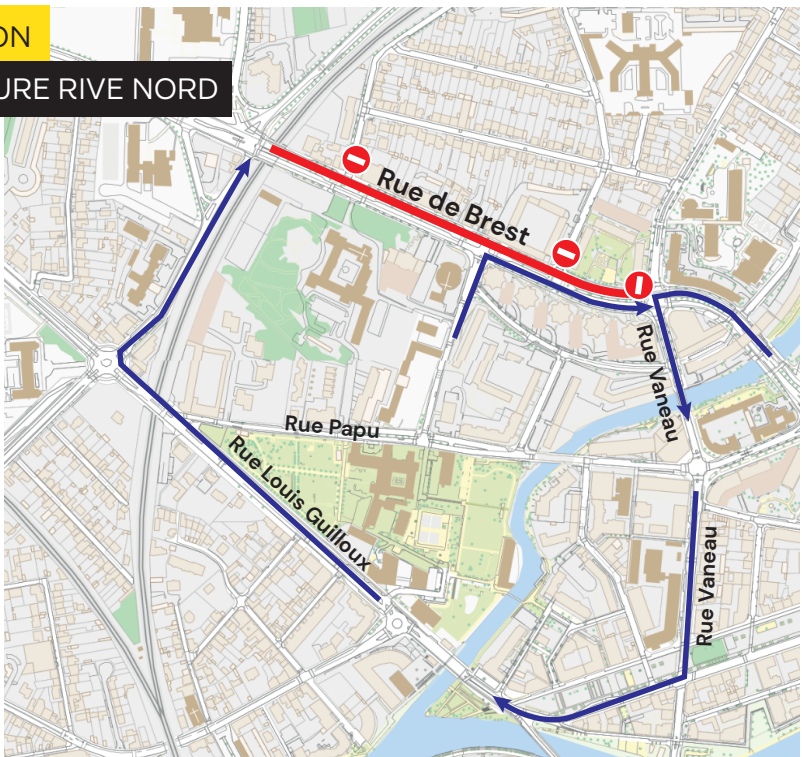 ON
URE RIVE NORD
Rue de Brest
Rue Vaneau
Rue Papu
Rue Louis Guilloux
Rue Vaneau